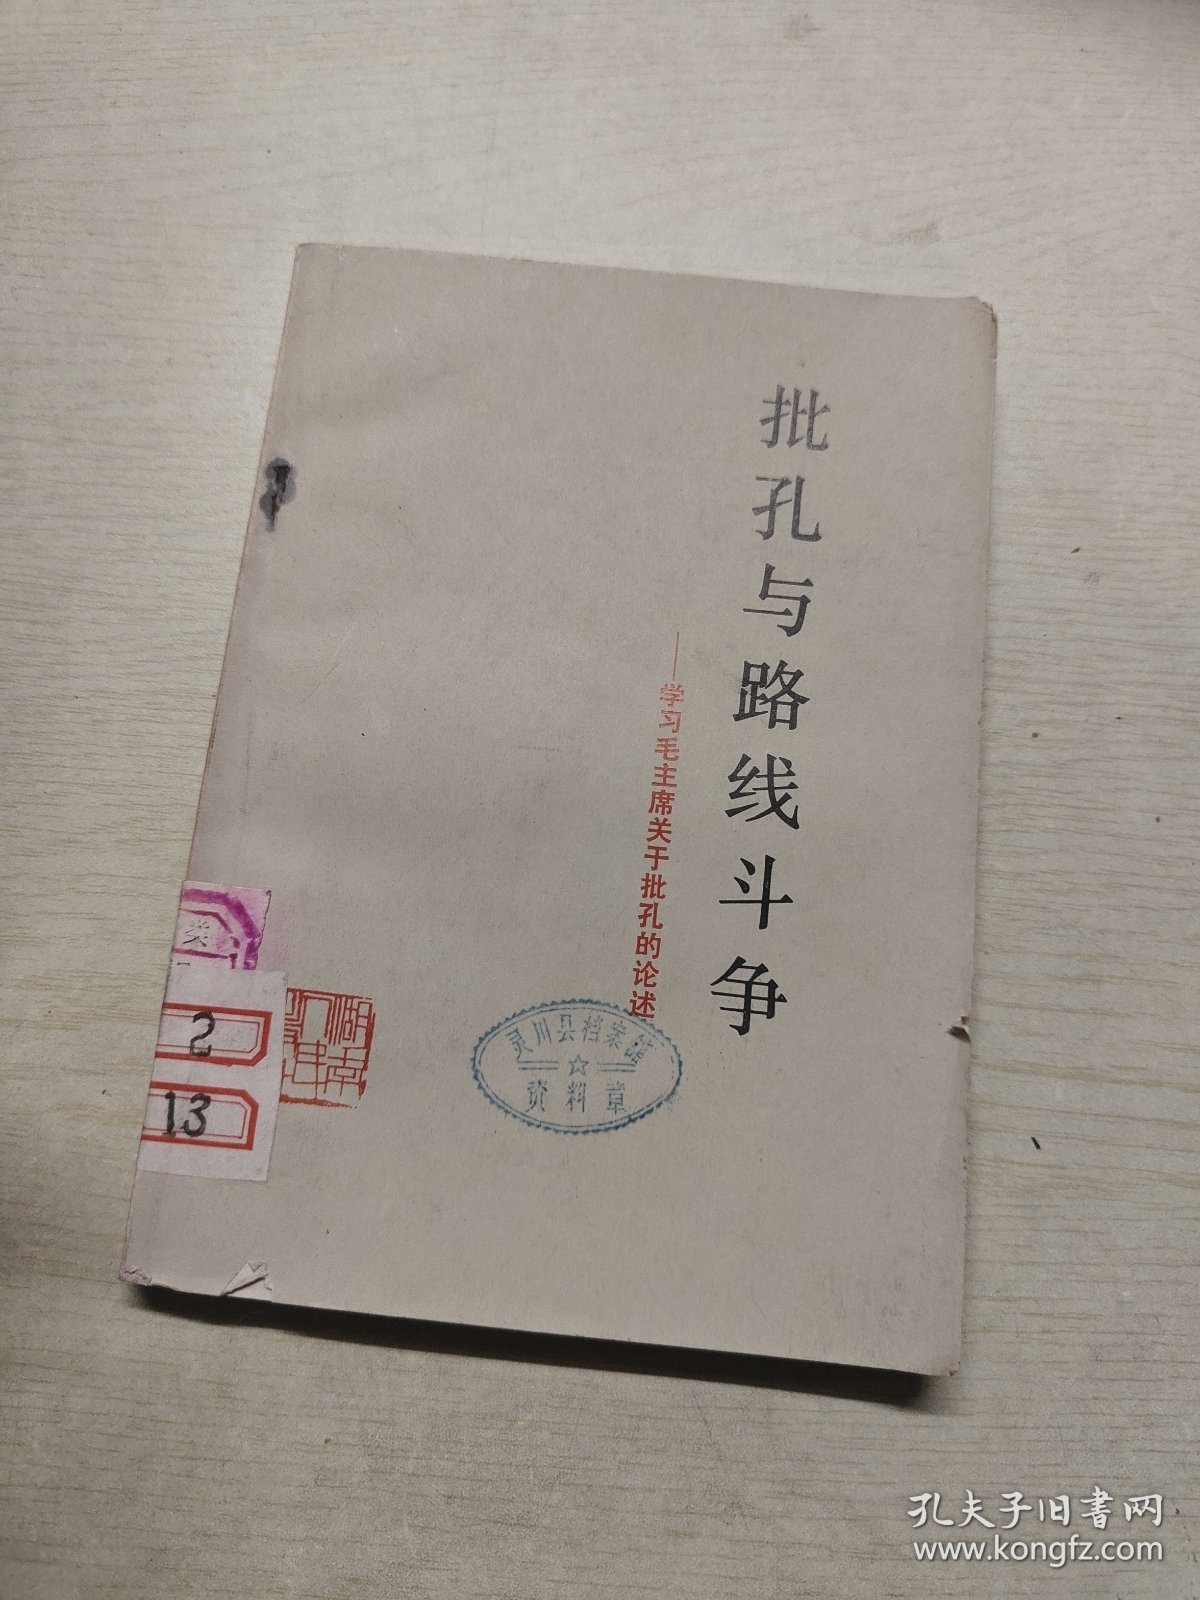 批孔与路线斗争
——学习毛主席关于批孔的论述
灵川县档案馆
资料章
类
2
13
孔夫子旧书网
www.kongfz.com